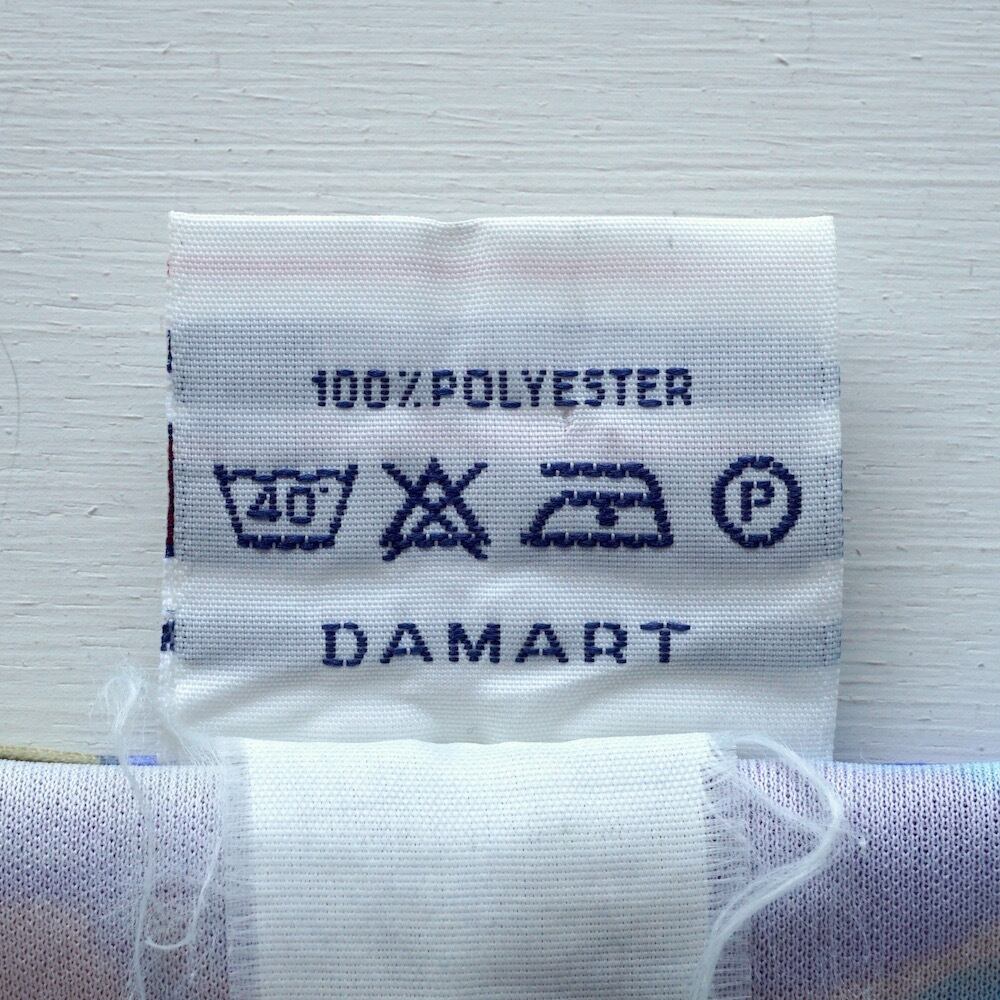 100% POLYESTER
40°
P
DAMART